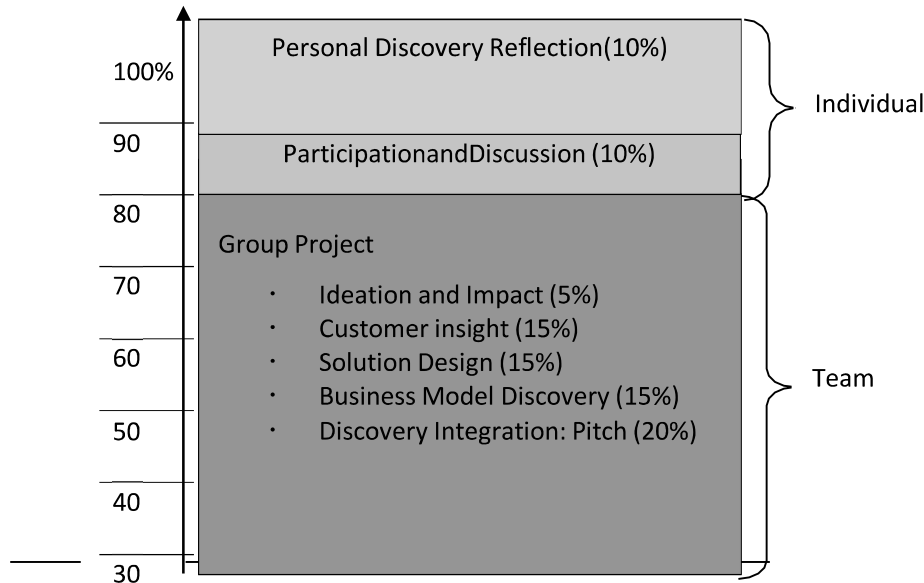 Personal Discovery Reflection(10%)
100%
Individual
90
ParticipationandDiscussion (10%)
80
Group Project
70
· Ideation and Impact (5%)
· Customer insight (15%)
60
· Solution Design (15%)
Team
· Business Model Discovery (15%)
50
· Discovery Integration: Pitch (20%)
40
30